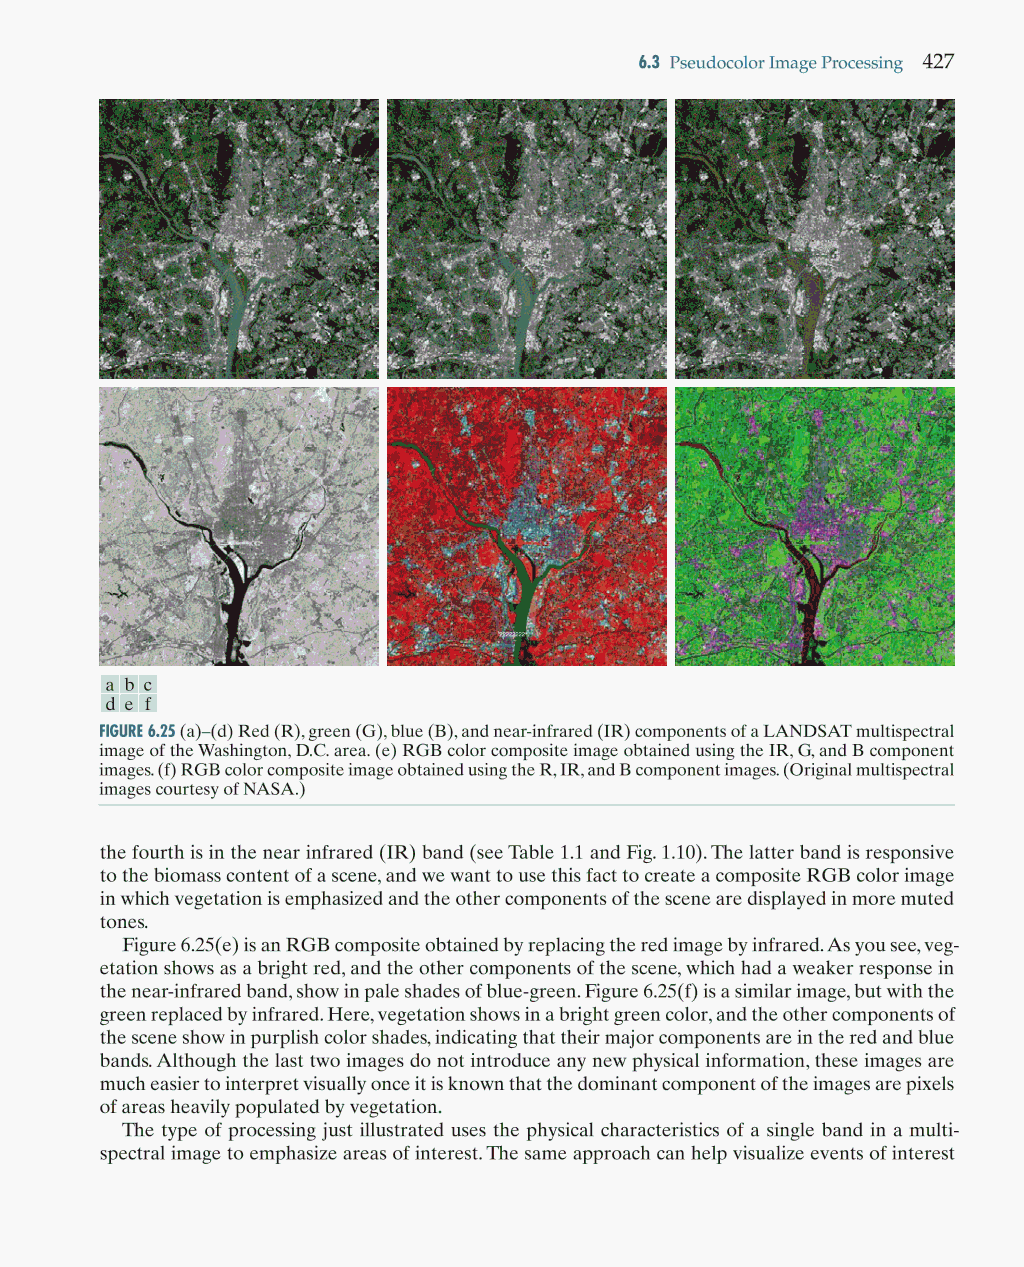 6.3 Pseudocolor Image Processing 427
a b c
d e f
FIGURE 6.25 (a)–(d) Red (R), green (G), blue (B), and near-infrared (IR) components of a LANDSAT multispectral
image of the Washington, D.C. area. (e) RGB color composite image obtained using the IR, G, and B component
images. (f) RGB color composite image obtained using the R, IR, and B component images. (Original multispectral
images courtesy of NASA.)
the fourth is in the near infrared (IR) band (see Table 1.1 and Fig. 1.10). The latter band is responsive
to the biomass content of a scene, and we want to use this fact to create a composite RGB color image
in which vegetation is emphasized and the other components of the scene are displayed in more muted
tones.
Figure 6.25(e) is an RGB composite obtained by replacing the red image by infrared. As you see, veg-
etation shows as a bright red, and the other components of the scene, which had a weaker response in
the near-infrared band, show in pale shades of blue-green. Figure 6.25(f) is a similar image, but with the
green replaced by infrared. Here, vegetation shows in a bright green color, and the other components of
the scene show in purplish color shades, indicating that their major components are in the red and blue
bands. Although the last two images do not introduce any new physical information, these images are
much easier to interpret visually once it is known that the dominant component of the images are pixels
of areas heavily populated by vegetation.
The type of processing just illustrated uses the physical characteristics of a single band in a multi-
spectral image to emphasize areas of interest. The same approach can help visualize events of interest